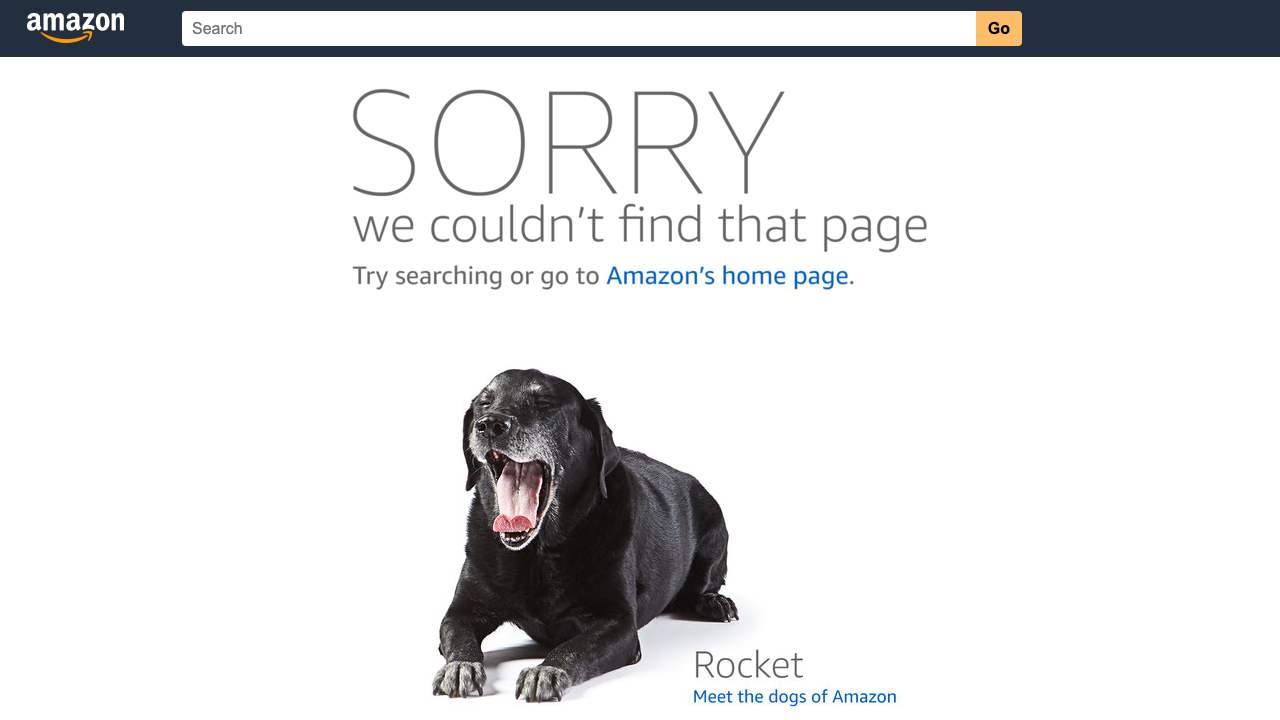 amazon
Search
Go
SORRY
we couldn't find that page
Try searching or go to Amazon's home page.
Rocket
Meet the dogs of Amazon